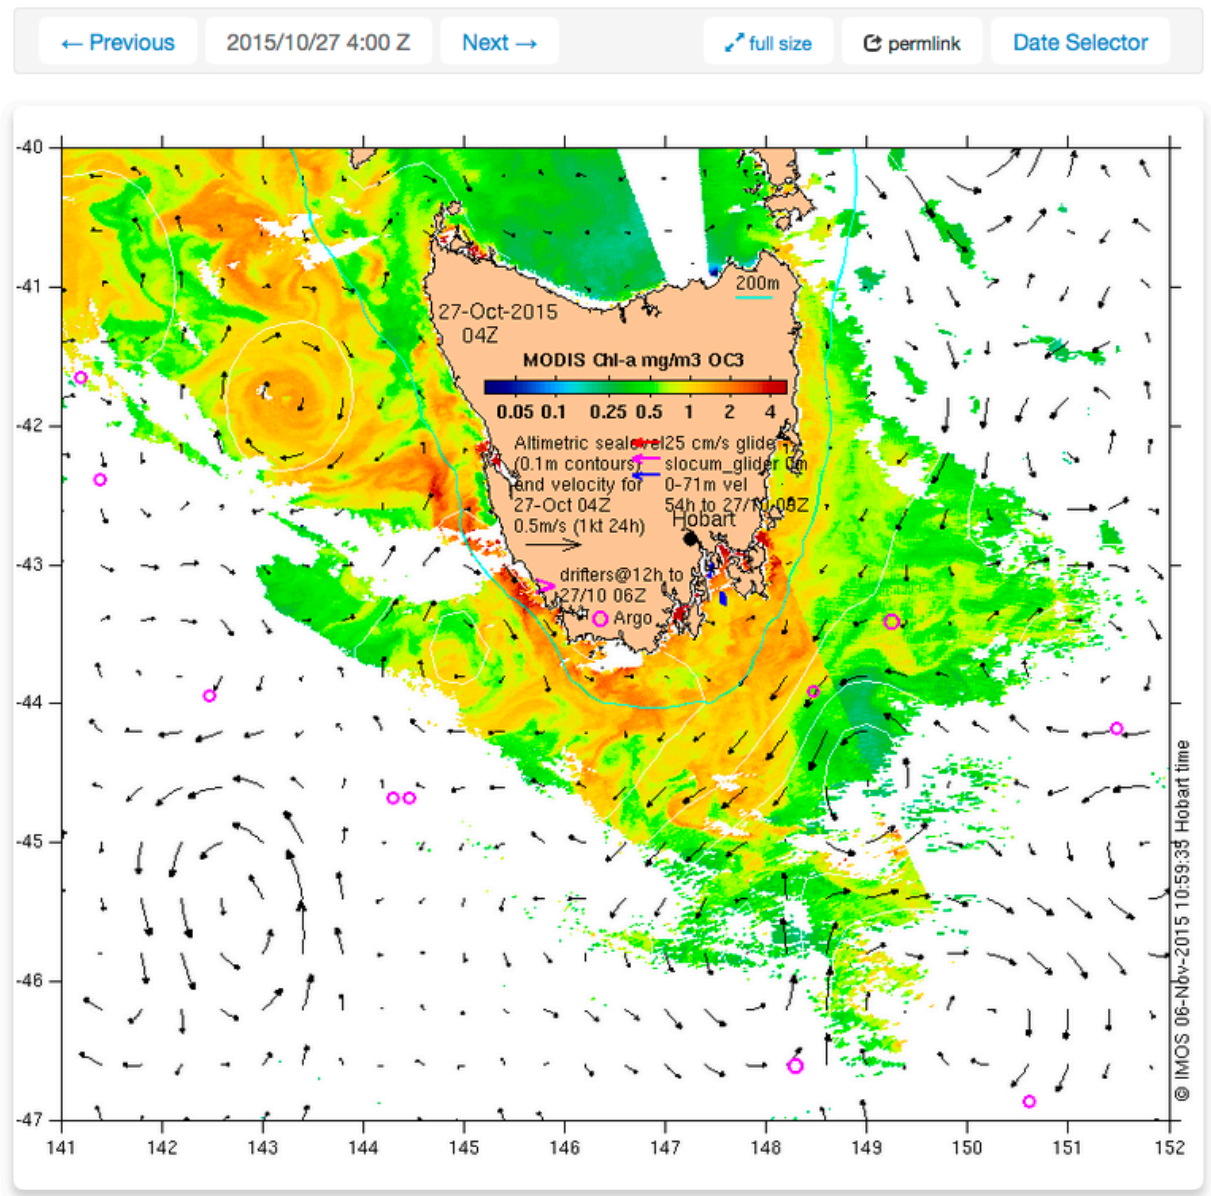 ← Previous
2015/10/27 4:00 Z
Next →
full size
permlink
Date Selector
-40
-41
-42
-43
-44
-45
-46
-47
141
142
143
144
145
146
147
148
149
150
151
152
200m
27-Oct-2015
04Z
MODIS Chl-a mg/m3 OC3
0.05 0.1 0.25 0.5 1 2 4
Altimetric sealevel
(0.1m contours)
and velocity for
27-Oct 04Z
0.5m/s (1kt 24h)
25 cm/s glider
slocum_glider 0m
0-71m vel
54h to 27/10 09Z
Hobart
drifters@12h to
27/10 06Z
Argo
© IMOS 06-Nov-2015 10:59:35 Hobart time